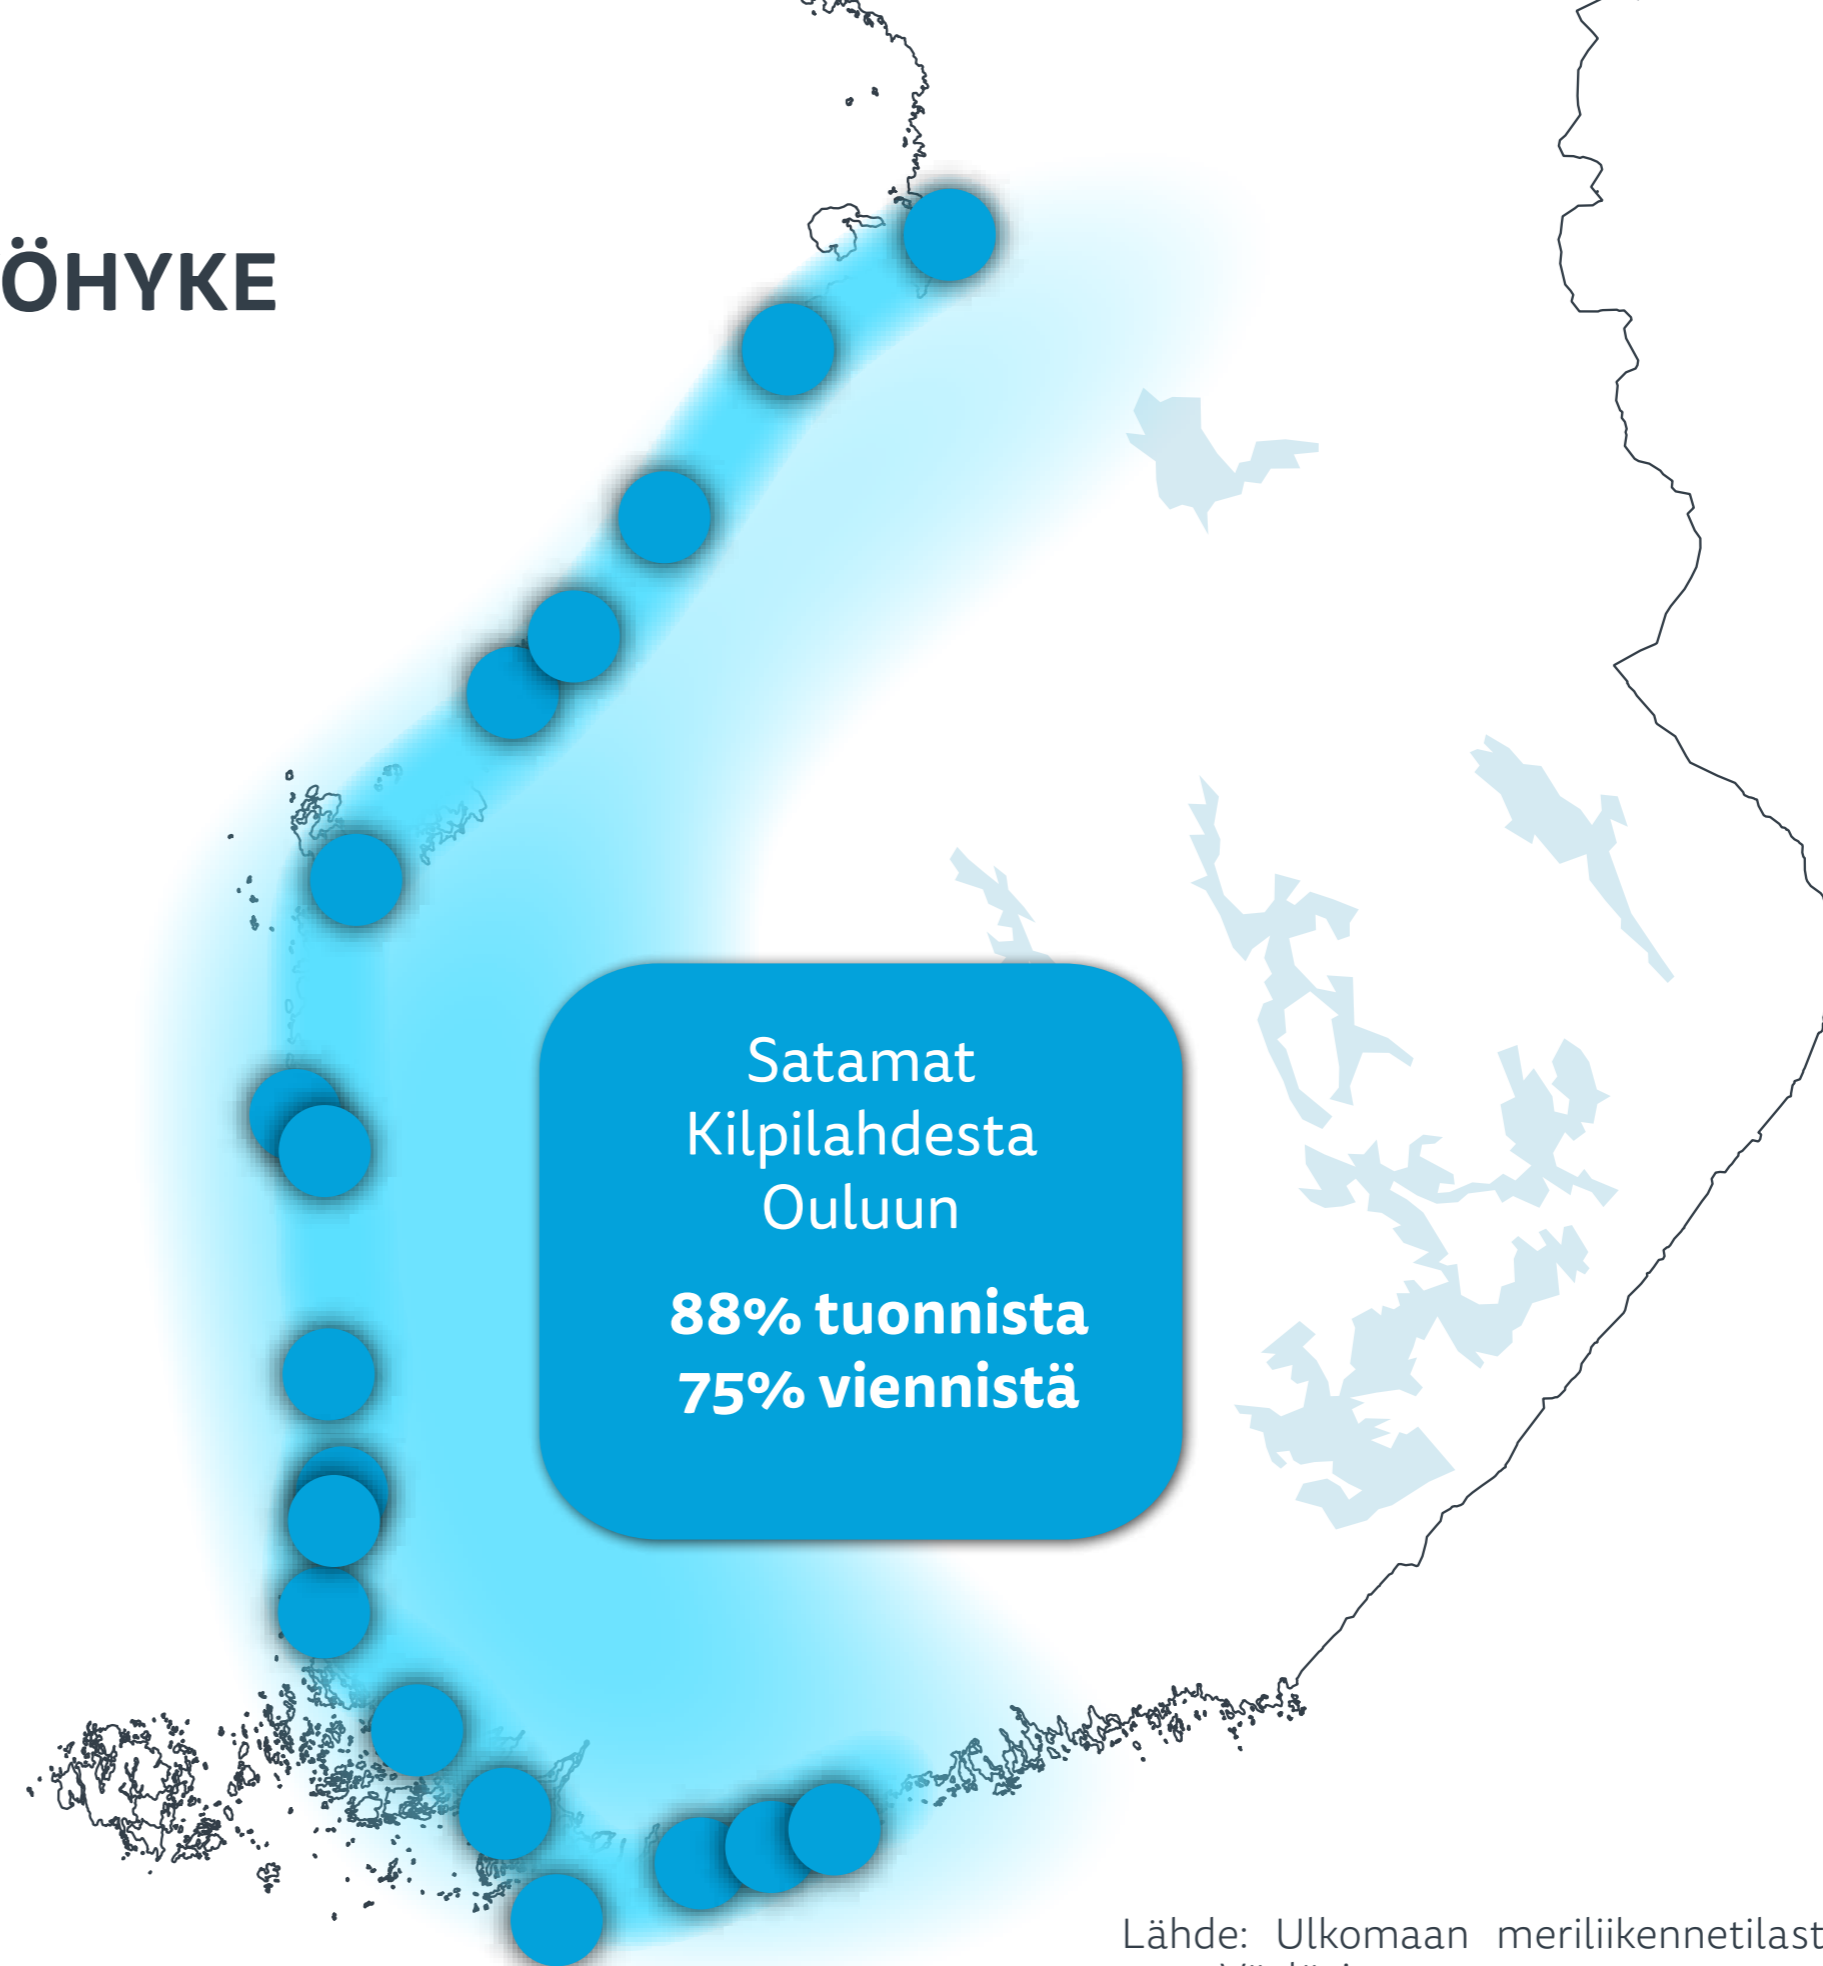 ÖHYKE
Satamat
Kilpilahdesta
Ouluun
88% tuonnista
75% viennistä
Lähde: Ulkomaan meriliikennetilast